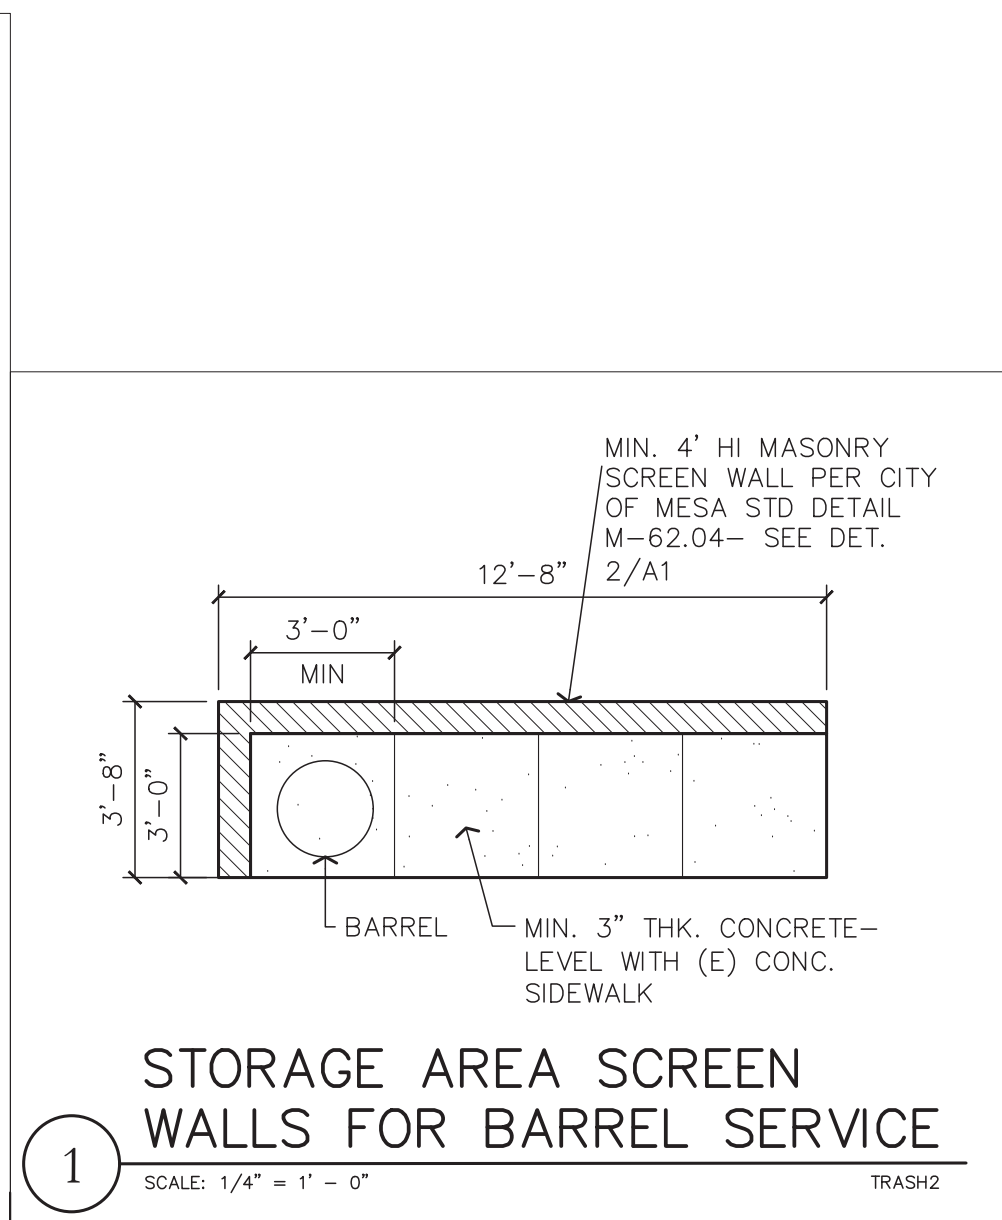 MIN. 4' HI MASONRY
SCREEN WALL PER CITY
OF MESA STD DETAIL
M–62.04– SEE DET.
2/A1
12'–8"
3'–0"
MIN
3'–8"
3'–0"
BARREL
MIN. 3" THK. CONCRETE–
LEVEL WITH (E) CONC.
SIDEWALK
STORAGE AREA SCREEN
WALLS FOR BARREL SERVICE
1
SCALE: 1/4" = 1' – 0"
TRASH2